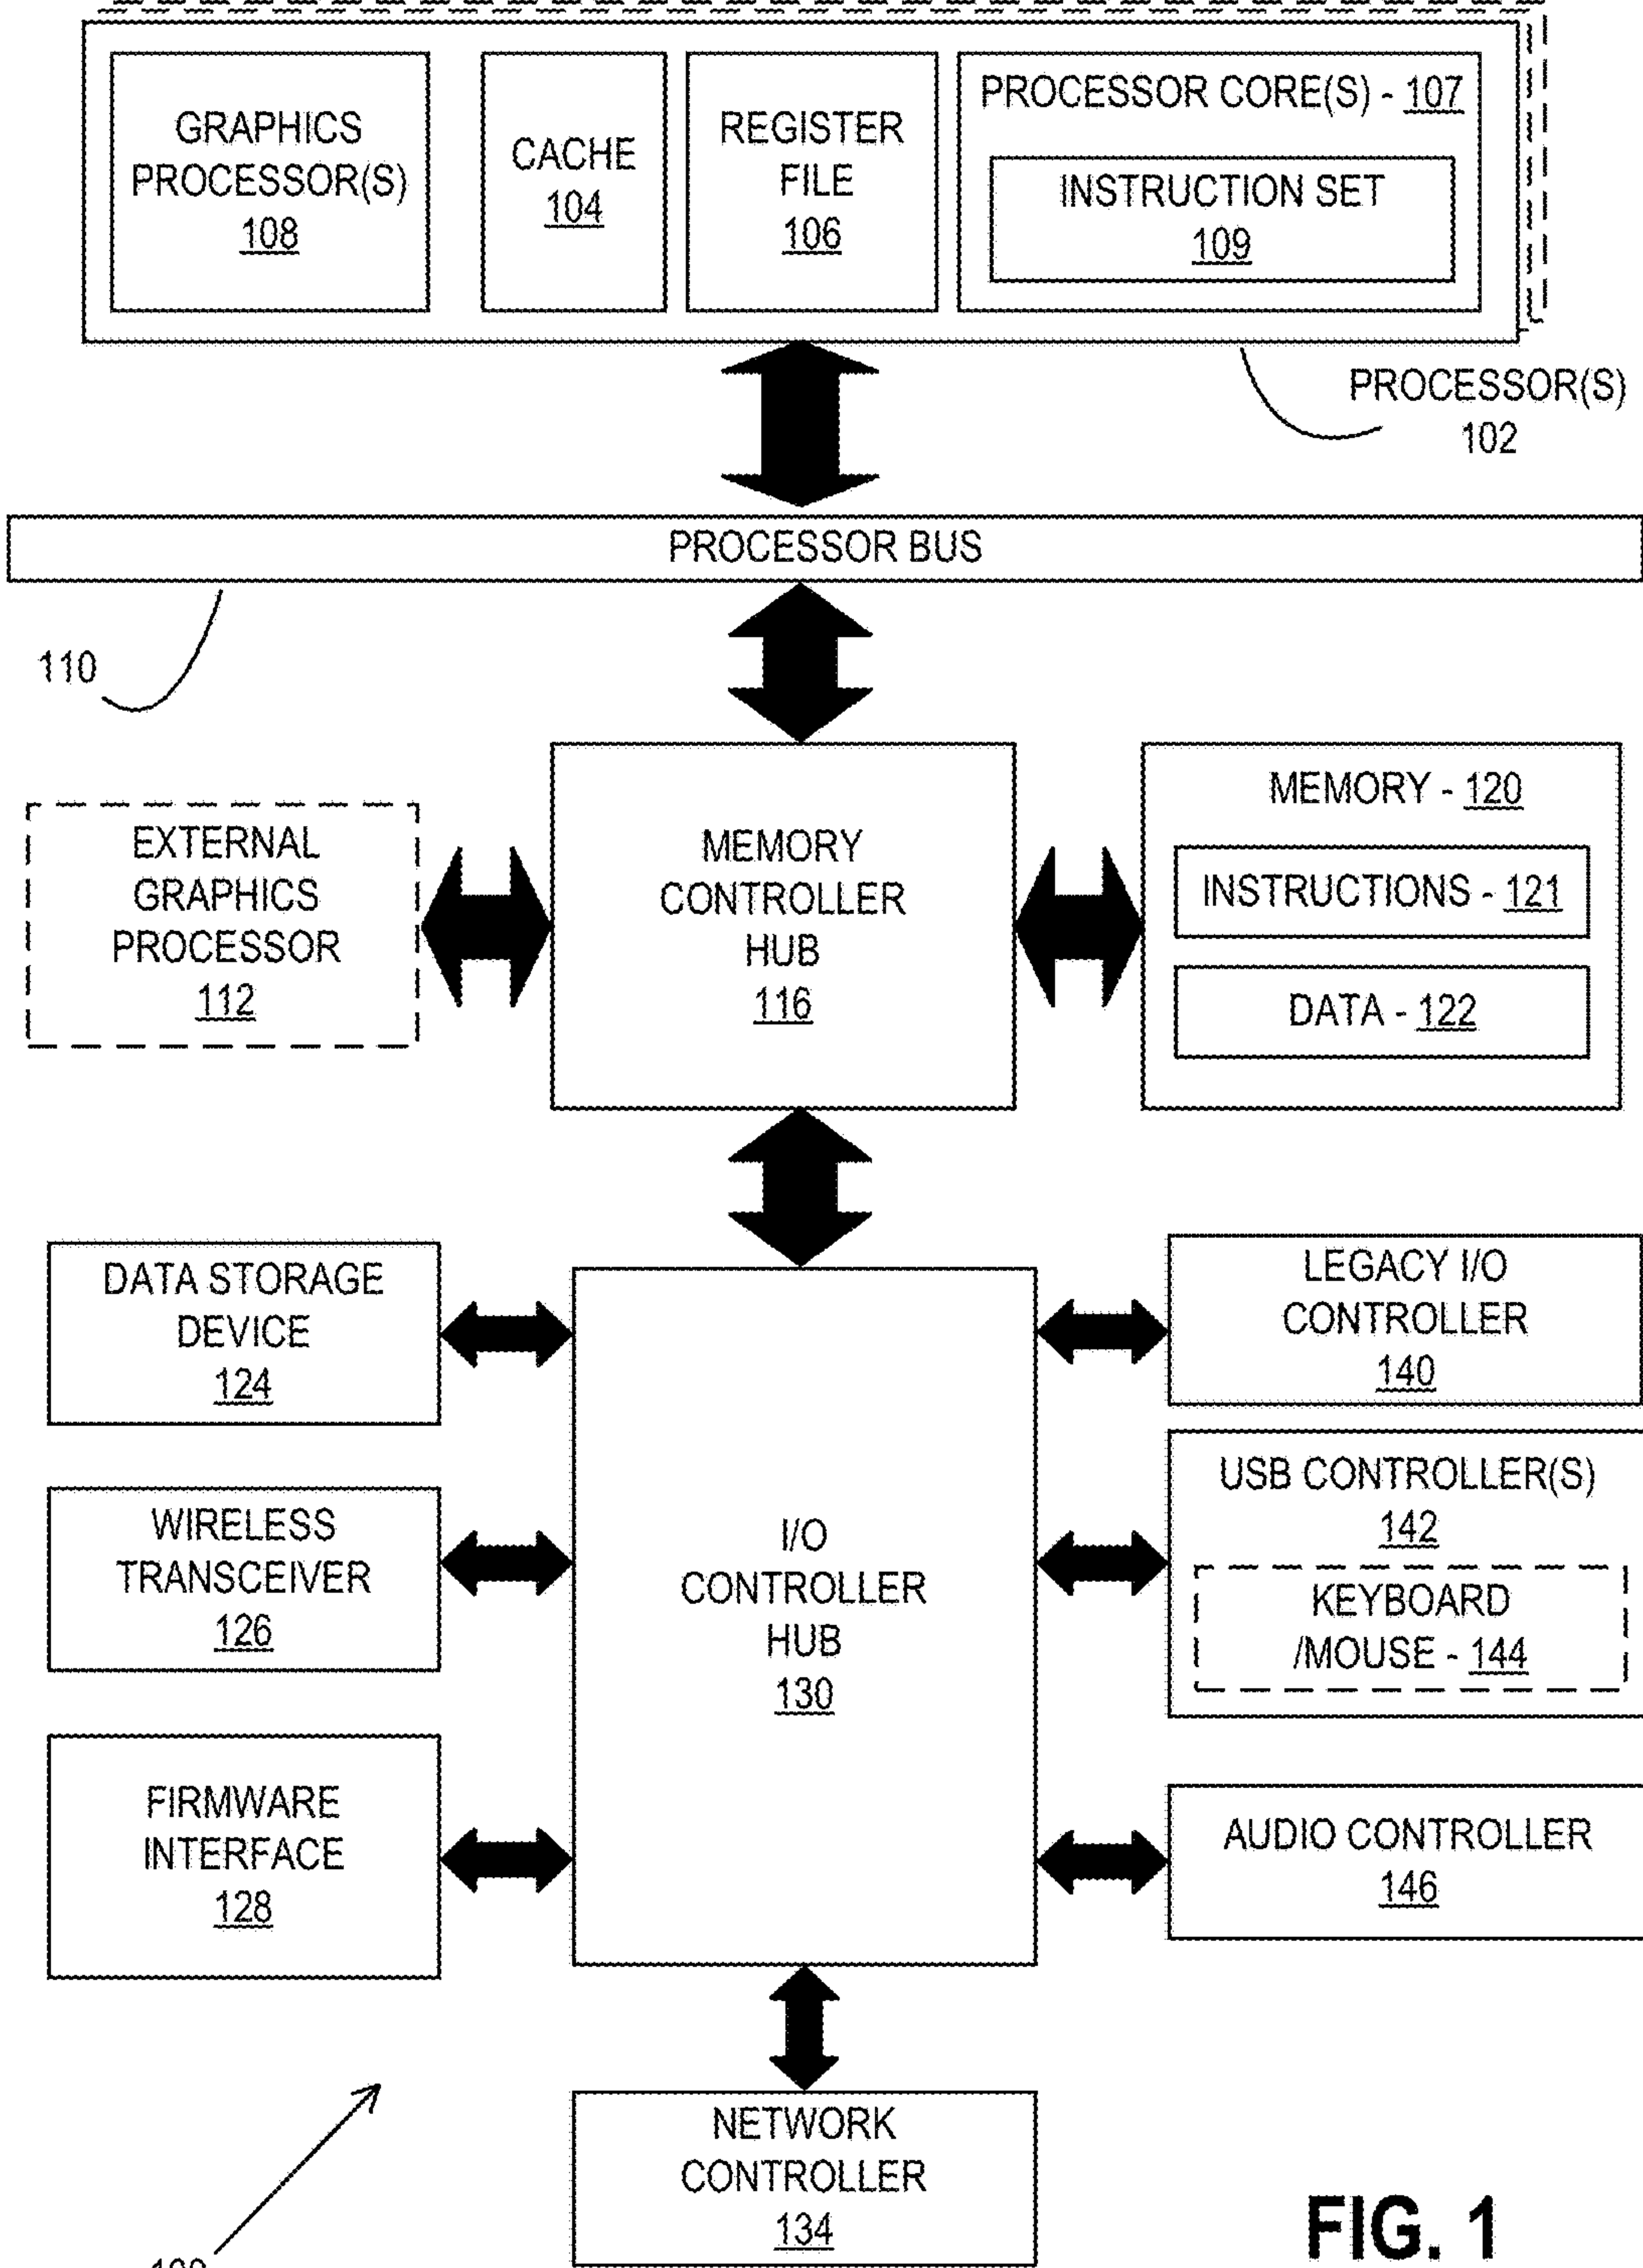 GRAPHICS
PROCESSOR(S)
108
CACHE
104
REGISTER
FILE
106
PROCESSOR CORE(S) - 107
INSTRUCTION SET
109
PROCESSOR(S)
102
PROCESSOR BUS
110
EXTERNAL
GRAPHICS
PROCESSOR
112
MEMORY
CONTROLLER
HUB
116
MEMORY - 120
INSTRUCTIONS - 121
DATA - 122
DATA STORAGE
DEVICE
124
LEGACY I/O
CONTROLLER
140
WIRELESS
TRANSCEIVER
126
I/O
CONTROLLER
HUB
130
USB CONTROLLER(S)
142
KEYBOARD
/MOUSE - 144
FIRMWARE
INTERFACE
128
AUDIO CONTROLLER
146
NETWORK
CONTROLLER
134
FIG. 1